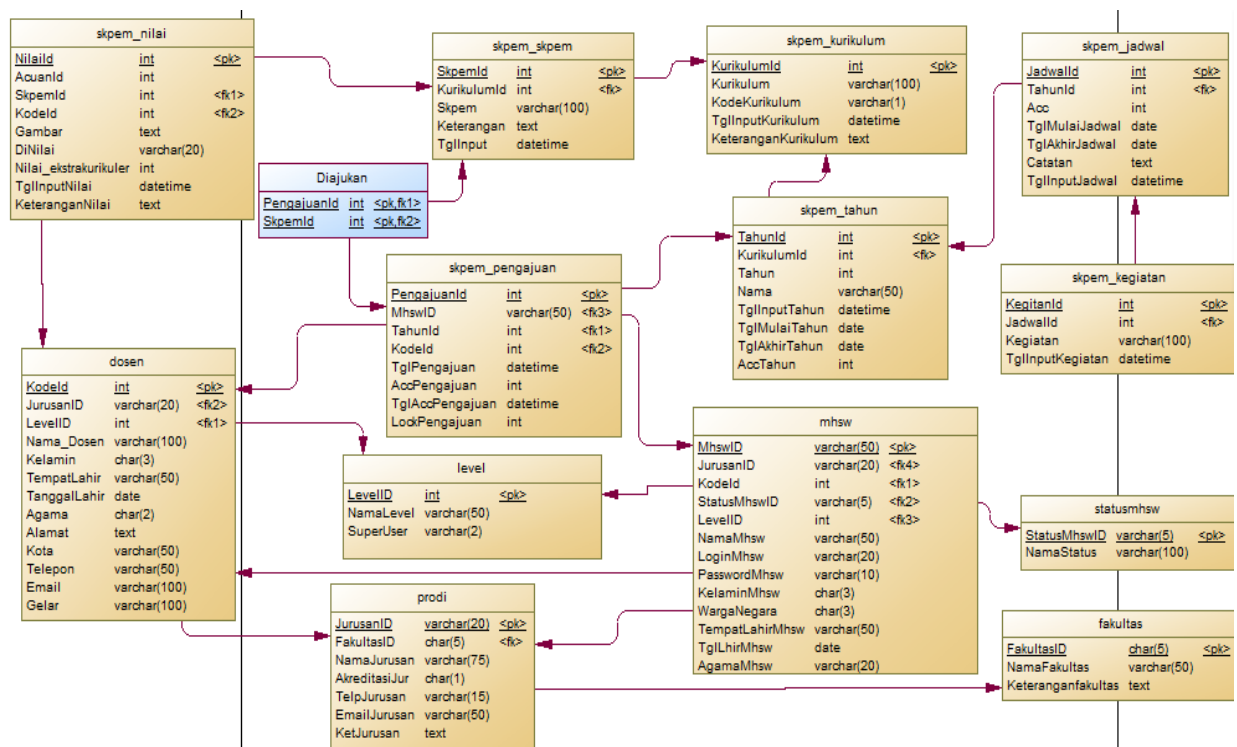 skpem_nilai
NilaiId int <pk>
AcuanId int
SkpemId int <fk1>
KodeId int <fk2>
Gambar text
DiNilai varchar(20)
Nilai_ekstrakurikuler int
TglInputNilai datetime
KeteranganNilai text
skpem_skpem
SkpemId int <pk>
KurikulumId int <fk>
Skpem varchar(100)
Keterangan text
TglInput datetime
skpem_kurikulum
KurikulumId int <pk>
Kurikulum varchar(100)
KodeKurikulum varchar(1)
TglInputKurikulum datetime
KeteranganKurikulum text
skpem_jadwal
JadwalId int <pk>
TahunId int <fk>
Acc int
TglMulaiJadwal date
TglAkhirJadwal date
Catatan text
TglInputJadwal datetime
Diajukan
PengajuanId int <pk,fk1>
SkpemId int <pk,fk2>
skpem_pengajuan
PengajuanId int <pk>
MhswID varchar(50) <fk3>
TahunId int <fk1>
KodeId int <fk2>
TglPengajuan datetime
AccPengajuan int
TglAccPengajuan datetime
LockPengajuan int
skpem_tahun
TahunId int <pk>
KurikulumId int <fk>
Tahun int
Nama varchar(50)
TglInputTahun datetime
TglMulaiTahun date
TglAkhirTahun date
AccTahun int
skpem_kegiatan
KegitanId int <pk>
JadwalId int <fk>
Kegiatan varchar(100)
TglInputKegiatan datetime
dosen
KodeId int <pk>
JurusanID varchar(20) <fk2>
LevelID int <fk1>
Nama_Dosen varchar(100)
Kelamin char(3)
TempatLahir varchar(50)
TanggalLahir date
Agama char(2)
Alamat text
Kota varchar(50)
Telepon varchar(50)
Email varchar(100)
Gelar varchar(100)
level
LevelID int <pk>
NamaLevel varchar(50)
SuperUser varchar(2)
mhsw
MhswID varchar(50) <pk>
JurusanID varchar(20) <fk4>
KodeId int <fk1>
StatusMhswID varchar(5) <fk2>
LevelID int <fk3>
NamaMhsw varchar(50)
LoginMhsw varchar(20)
PasswordMhsw varchar(10)
KelaminMhsw char(3)
WargaNegara char(3)
TempatLahirMhsw varchar(50)
TglLhirMhsw date
AgamaMhsw varchar(20)
statusmhsw
StatusMhswID varchar(5) <pk>
NamaStatus varchar(100)
prodi
JurusanID varchar(20) <pk>
FakultasID char(5) <fk>
NamaJurusan varchar(75)
AkreditasiJur char(1)
TelpJurusan varchar(15)
EmailJurusan varchar(50)
KetJurusan text
fakultas
FakultasID char(5) <pk>
NamaFakultas varchar(50)
Keteranganfakultas text